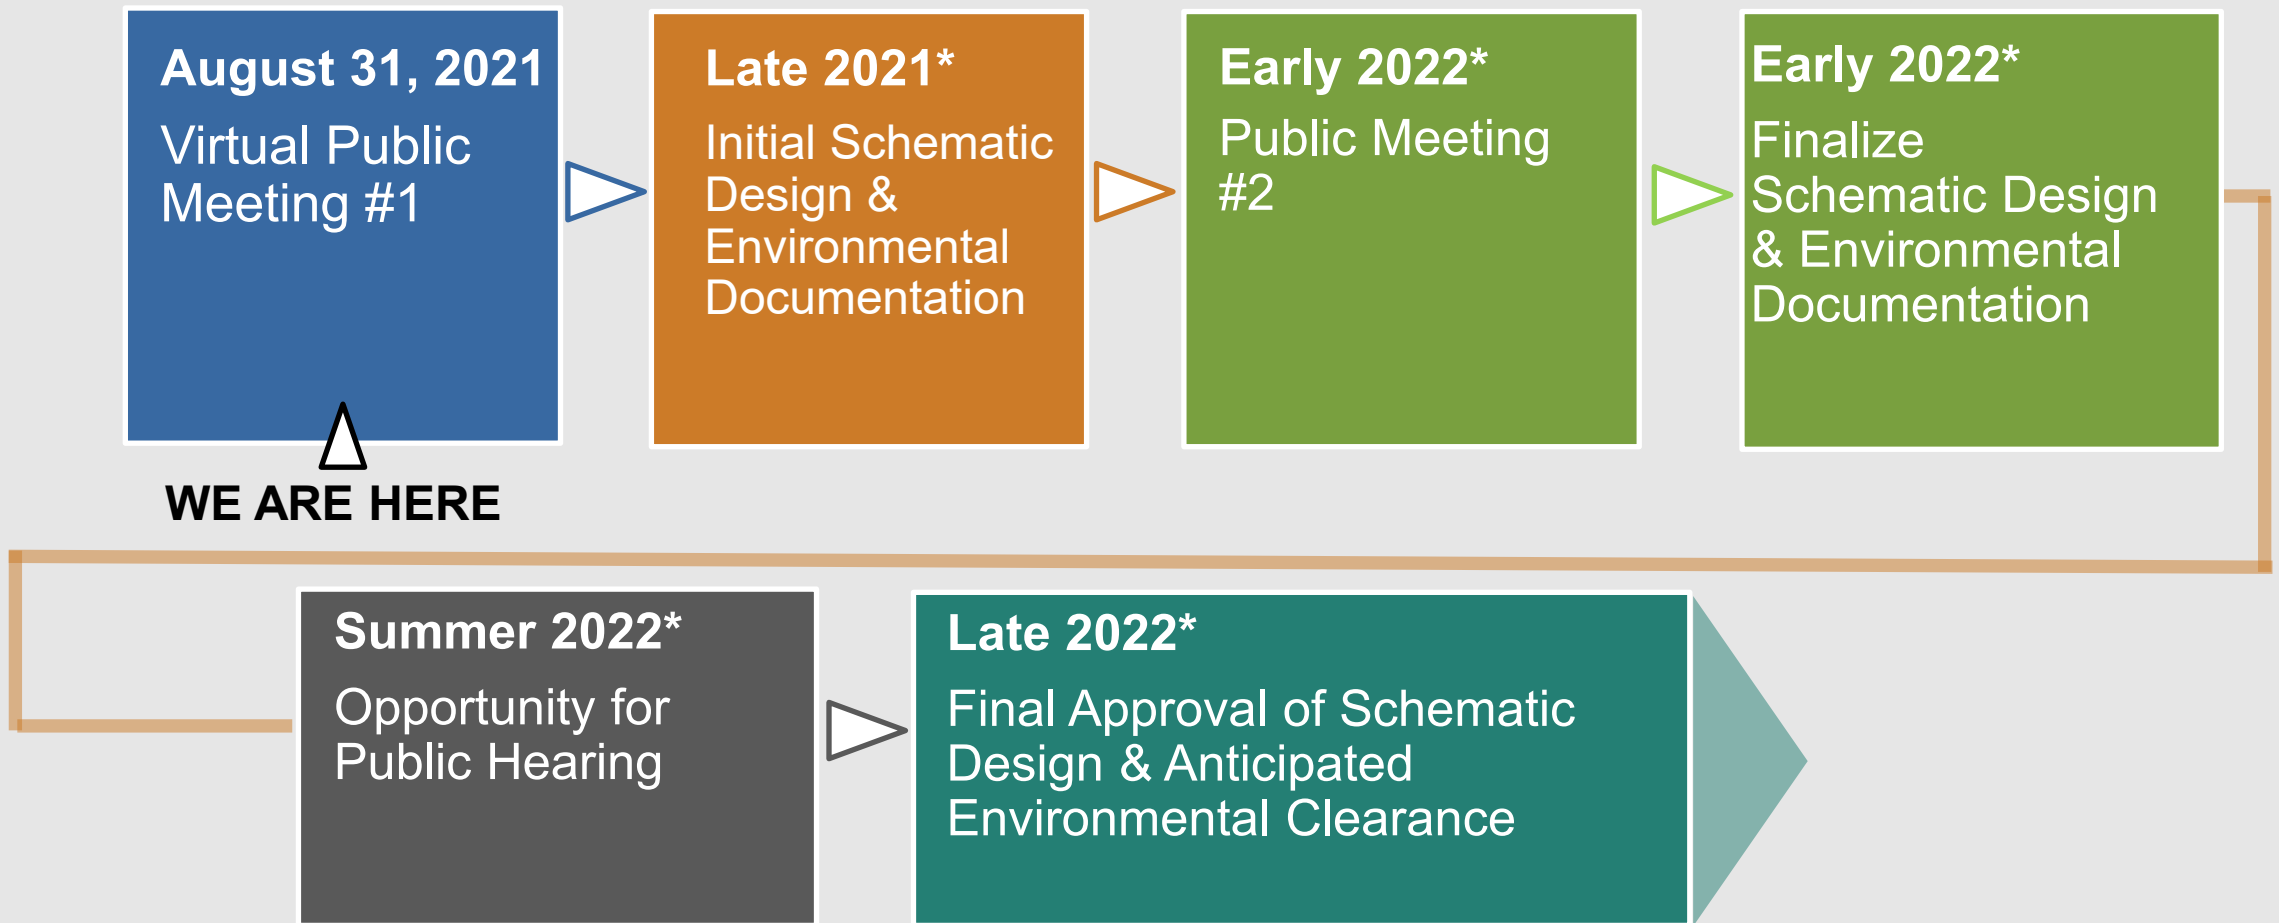 August 31, 2021
Virtual Public
Meeting #1
Late 2021*
Initial Schematic
Design &
Environmental
Documentation
Early 2022*
Public Meeting
#2
Early 2022*
Finalize
Schematic Design
& Environmental
Documentation
WE ARE HERE
Summer 2022*
Opportunity for
Public Hearing
Late 2022*
Final Approval of Schematic
Design & Anticipated
Environmental Clearance